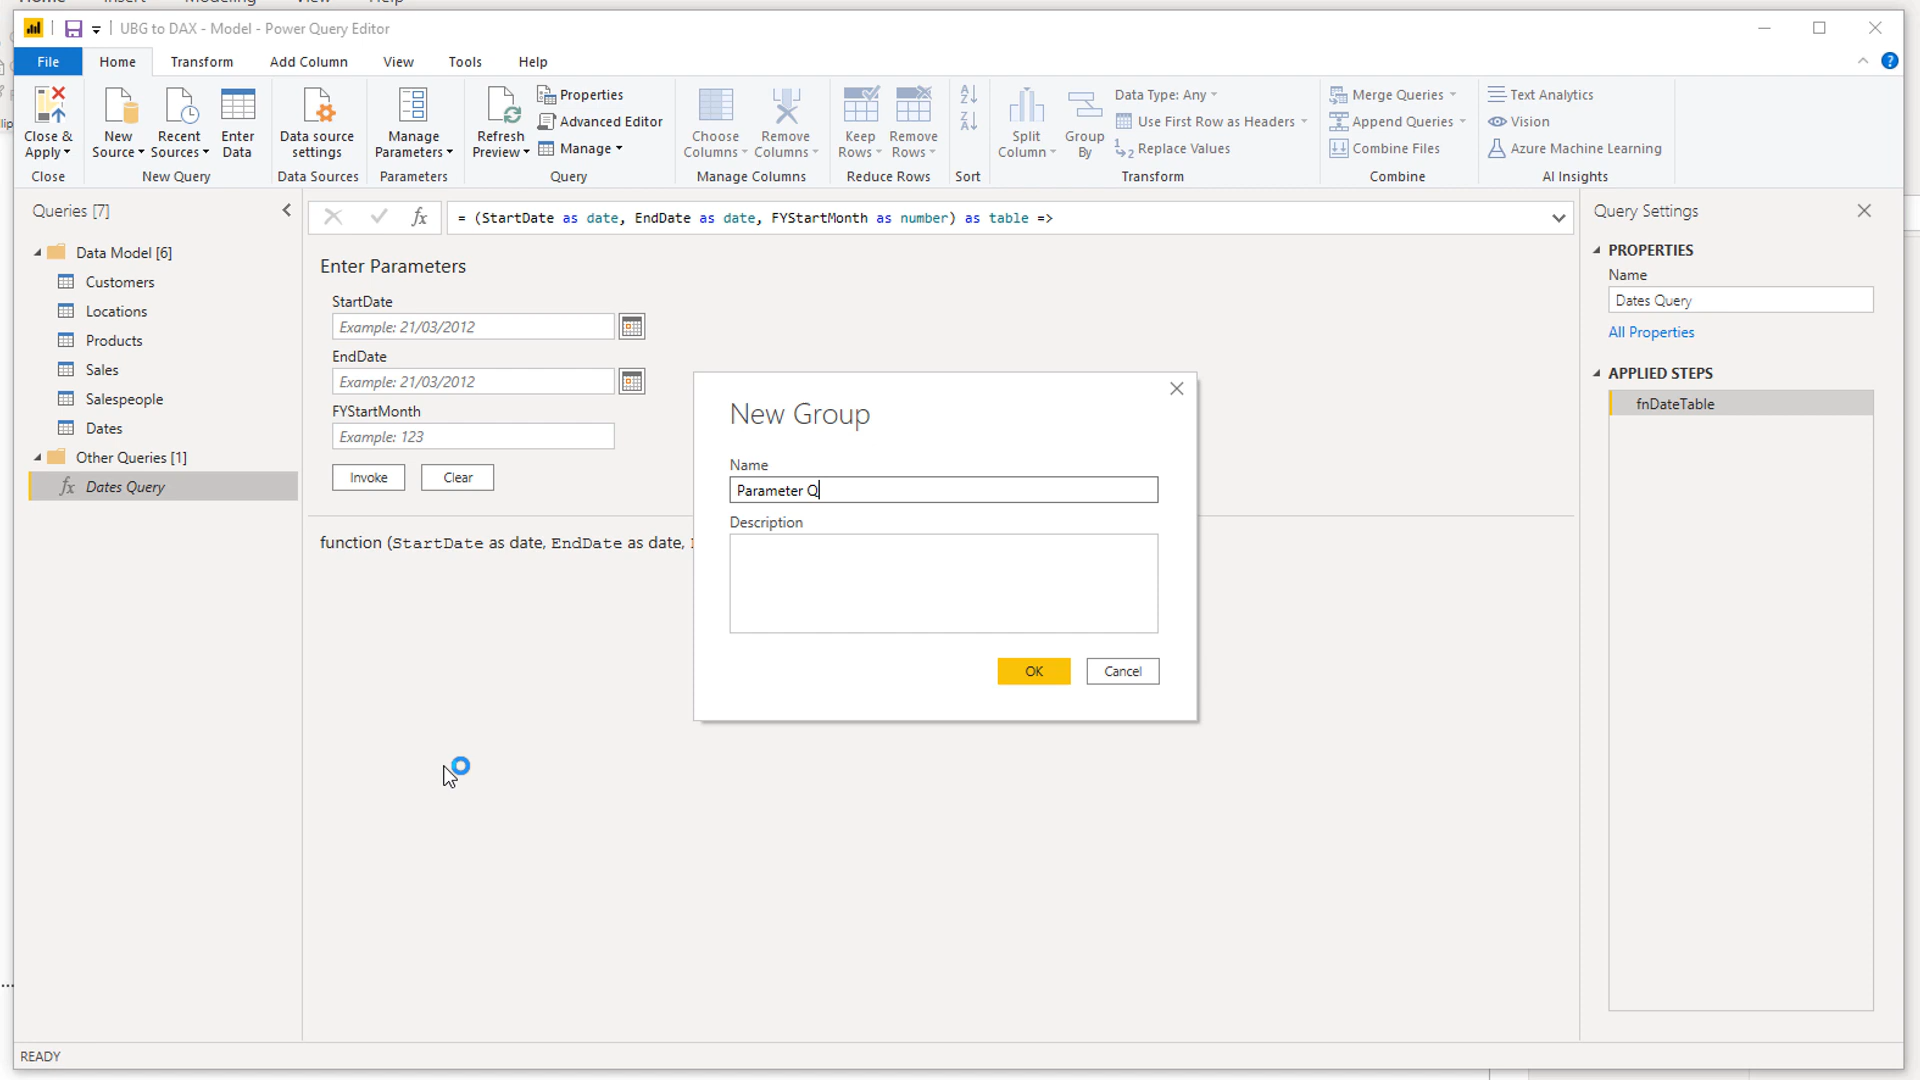 UBG to DAX - Model - Power Query Editor
File Home Transform Add Column View Tools Help
Close & Apply
New Source
Recent Sources
Enter Data
Data source settings
Manage Parameters
Refresh Preview
Properties
Advanced Editor
Manage
Choose Columns
Remove Columns
Keep Rows
Remove Rows
Split Column
Group By
Data Type: Any
Use First Row as Headers
Replace Values
Merge Queries
Append Queries
Combine Files
Text Analytics
Vision
Azure Machine Learning
Close New Query Data Sources Parameters Query Manage Columns Reduce Rows Sort Transform Combine AI Insights
Queries [7]
Data Model [6]
Customers
Locations
Products
Sales
Salespeople
Dates
Other Queries [1]
fx Dates Query
fx = (StartDate as date, EndDate as date, FYStartMonth as number) as table =>
Enter Parameters
StartDate
Example: 21/03/2012
EndDate
Example: 21/03/2012
FYStartMonth
Example: 123
Invoke Clear
function (StartDate as date, EndDate as date,
New Group
Name
Parameter Q
Description
OK Cancel
Query Settings
PROPERTIES
Name
Dates Query
All Properties
APPLIED STEPS
fnDateTable
READY